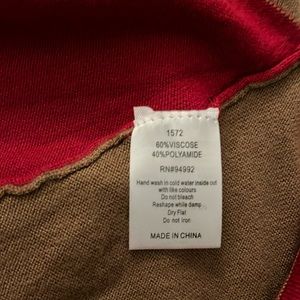 1572
60%VISCOSE
40%POLYAMIDE
RN#94992
Hand wash in cold water inside out
with like colours
Do not bleach
Reshape while damp
Dry Flat
Do not Iron
MADE IN CHINA